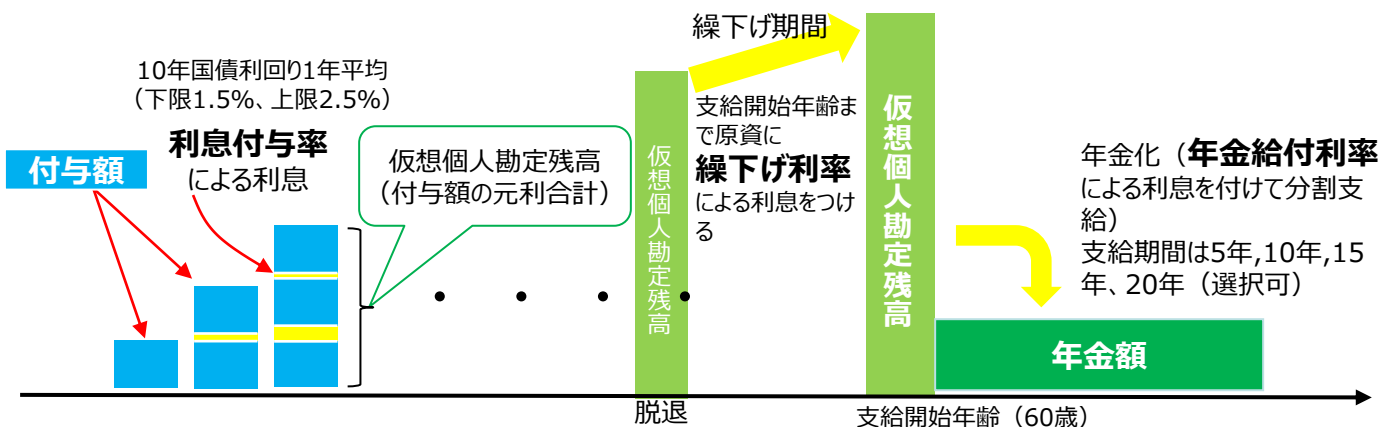 10年国債利回り1年平均
（下限1.5%、上限2.5%）
利息付与率
による利息
付与額
仮想個人勘定残高
（付与額の元利合計）
仮想個人勘定残高
繰下げ期間
支給開始年齢ま
で原資に
繰下げ利率
による利息をつけ
る
仮想個人勘定残高
年金化（年金給付利率
による利息を付けて分割支
給）
支給期間は5年,10年,15
年、20年（選択可）
年金額
脱退
支給開始年齢（60歳）